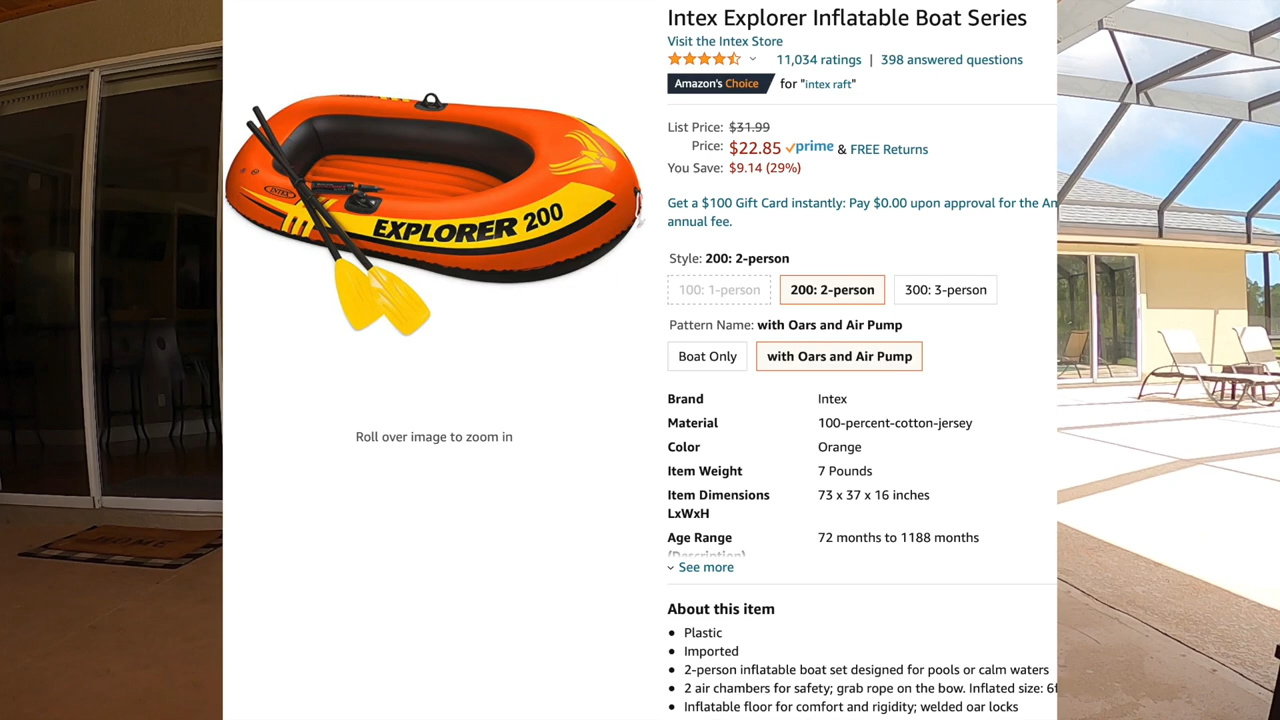 Intex Explorer Inflatable Boat Series
Visit the Intex Store
11,034 ratings | 398 answered questions
Amazon's Choice for "intex raft"
List Price: $31.99
Price: $22.85 prime & FREE Returns
You Save: $9.14 (29%)
Get a $100 Gift Card instantly: Pay $0.00 upon approval for the Am
annual fee.
Style: 200: 2-person
100: 1-person 200: 2-person 300: 3-person
Pattern Name: with Oars and Air Pump
Boat Only with Oars and Air Pump
Brand Intex
Material 100-percent-cotton-jersey
Color Orange
Item Weight 7 Pounds
Item Dimensions 73 x 37 x 16 inches
LxWxH
Age Range 72 months to 1188 months
(Description)
See more
About this item
• Plastic
• Imported
• 2-person inflatable boat set designed for pools or calm waters
• 2 air chambers for safety; grab rope on the bow. Inflated size: 6f
• Inflatable floor for comfort and rigidity; welded oar locks
INTEX
EXPLORER 200
Roll over image to zoom in
HOME